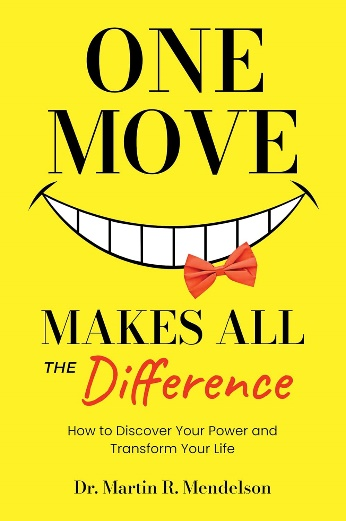 ONE
MOVE
MAKES ALL
THE Difference
How to Discover Your Power and
Transform Your Life
Dr. Martin R. Mendelson